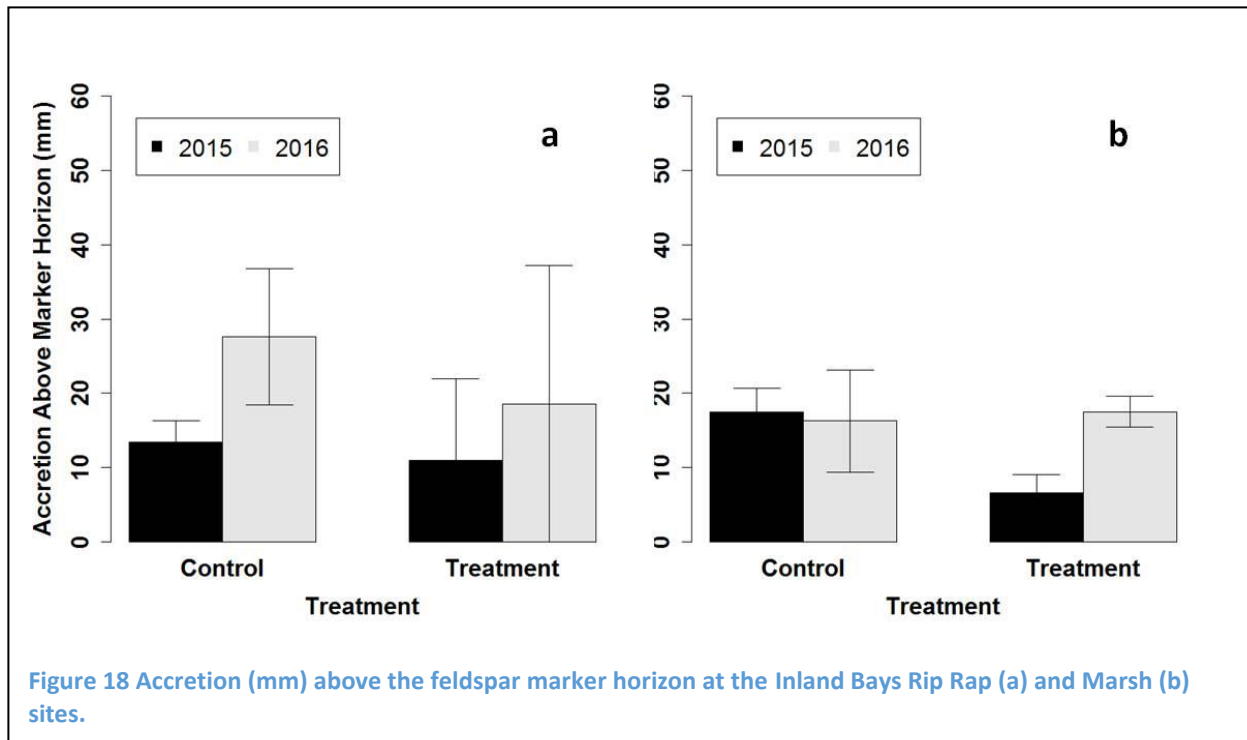 Accretion Above Marker Horizon (mm)
0 10 20 30 40 50 60
2015 2016
a
Control Treatment
Treatment
0 10 20 30 40 50 60
2015 2016
b
Control Treatment
Treatment
Figure 18 Accretion (mm) above the feldspar marker horizon at the Inland Bays Rip Rap (a) and Marsh (b)
sites.